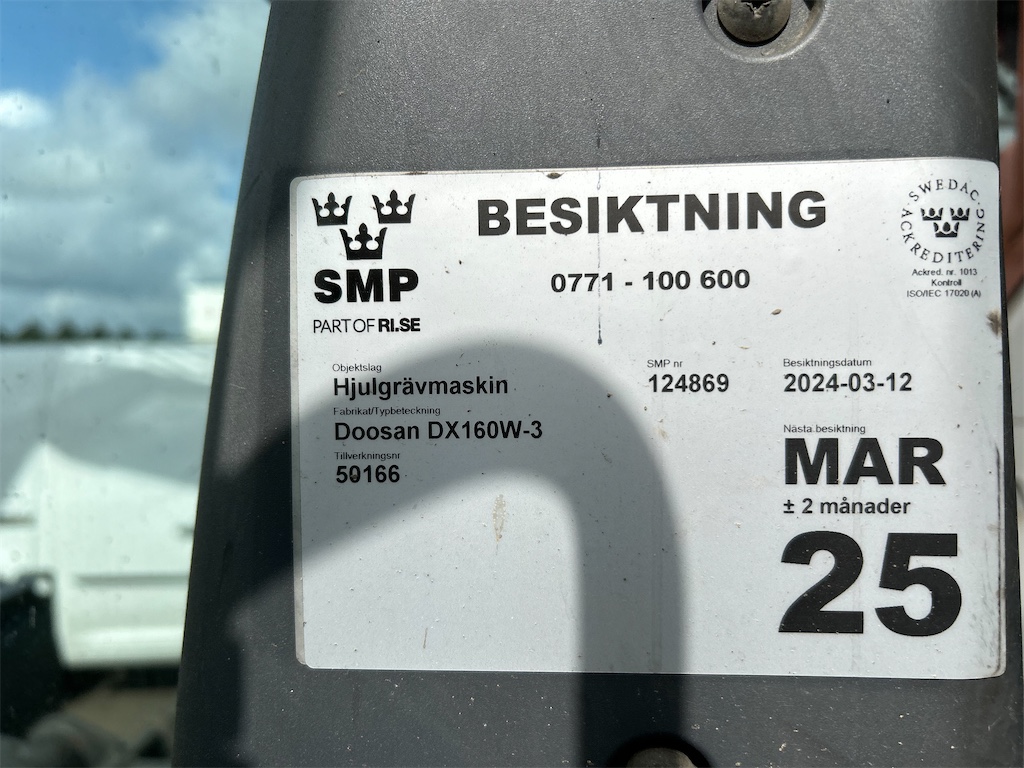 BESIKTNING
0771 - 100 600
SMP
PART OF RI.SE
SWEDAC ACKREDITERING
Ackred. nr. 1013
Kontroll
ISO/IEC 17020 (A)
Objektslag
Hjulgrävmaskin
Fabrikat/Typbeteckning
Doosan DX160W-3
Tillverkningsnr
50166
SMP nr
124869
Besiktningsdatum
2024-03-12
Nästa besiktning
MAR
± 2 månader
25